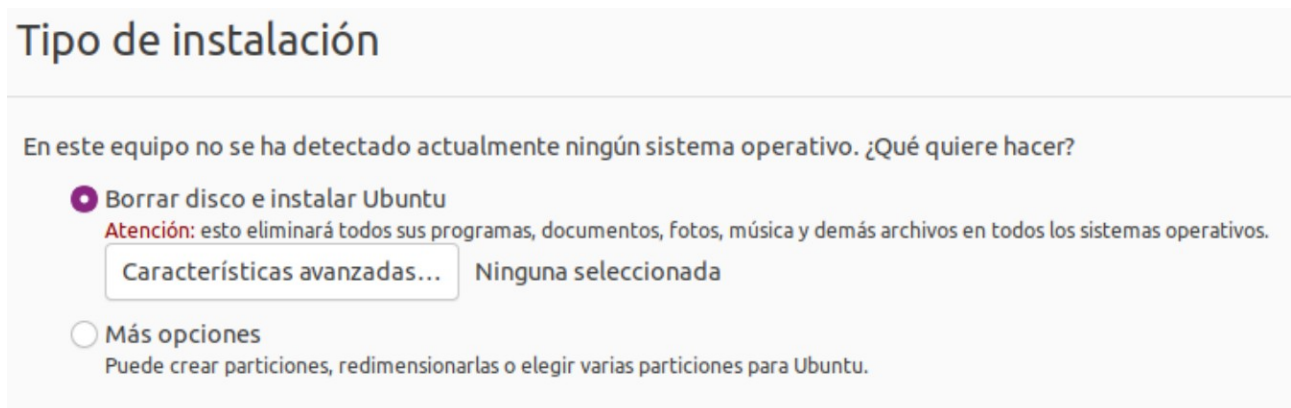 Tipo de instalación
En este equipo no se ha detectado actualmente ningún sistema operativo. ¿Qué quiere hacer?
Borrar disco e instalar Ubuntu
Atención: esto eliminará todos sus programas, documentos, fotos, música y demás archivos en todos los sistemas operativos.
Características avanzadas... Ninguna seleccionada
Más opciones
Puede crear particiones, redimensionarlas o elegir varias particiones para Ubuntu.